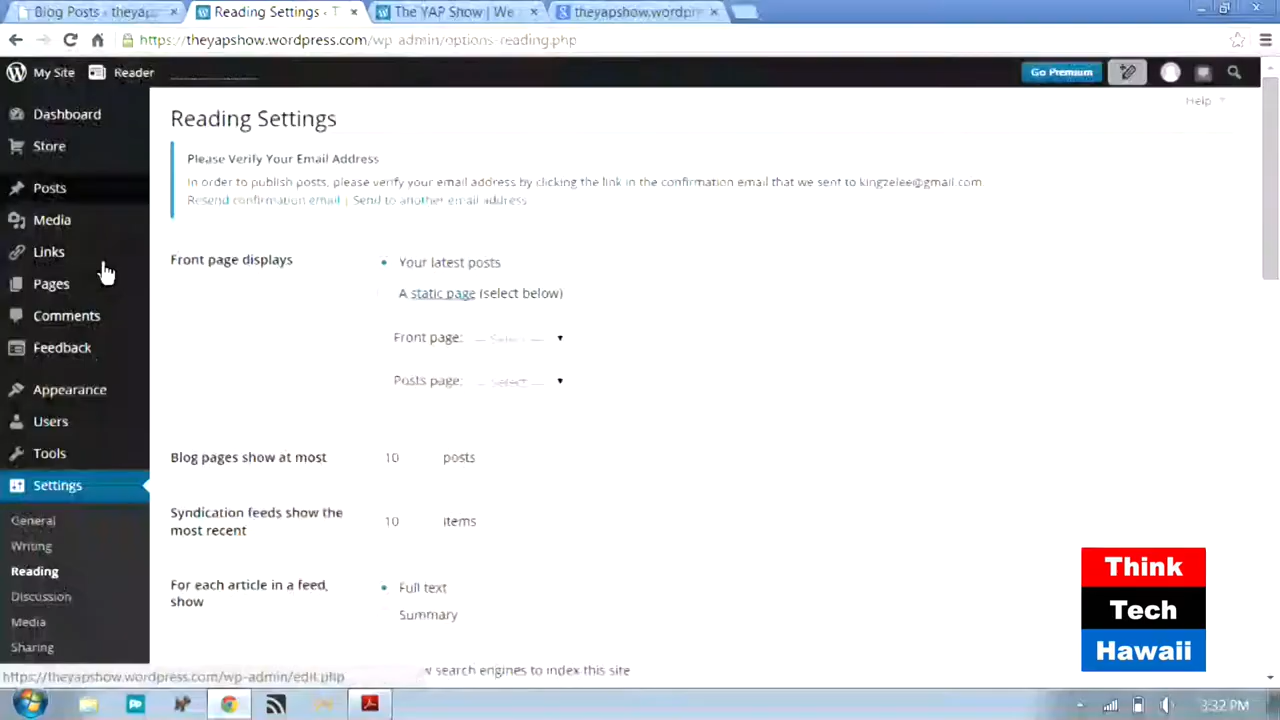 Blog Posts - theyap
Reading Settings - T
The YAP Show | We
theyapshow.wordpr
https://theyapshow.wordpress.com/wp-admin/options-reading.php
My Site
Reader
Go Premium
Help
Dashboard
Store
Posts
Media
Links
Pages
Comments
Feedback
Appearance
Users
Tools
Settings
General
Writing
Reading
Discussion
Media
Sharing
Reading Settings
Please Verify Your Email Address
In order to publish posts, please verify your email address by clicking the link in the confirmation email that we sent to kingzelee@gmail.com
Resend confirmation email | Send to another email address
Front page displays
Your latest posts
A static page (select below)
Front page: — Select —
Posts page: — Select —
Blog pages show at most 10 posts
Syndication feeds show the
most recent
10 items
For each article in a feed,
show
Full text
Summary
w search engines to index this site
https://theyapshow.wordpress.com/wp-admin/edit.php
3:32 PM
Think
Tech
Hawaii